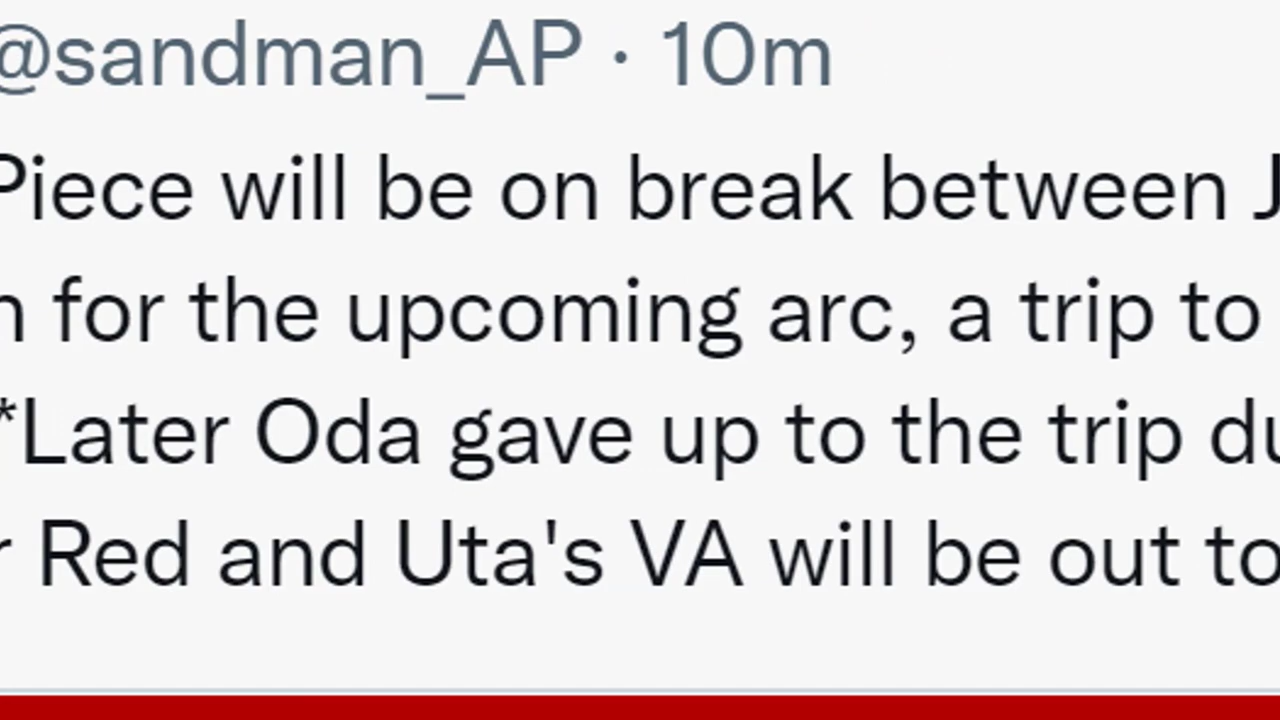 @sandman_AP · 10m
Piece will be on break between J
n for the upcoming arc, a trip to
*Later Oda gave up to the trip du
r Red and Uta's VA will be out to